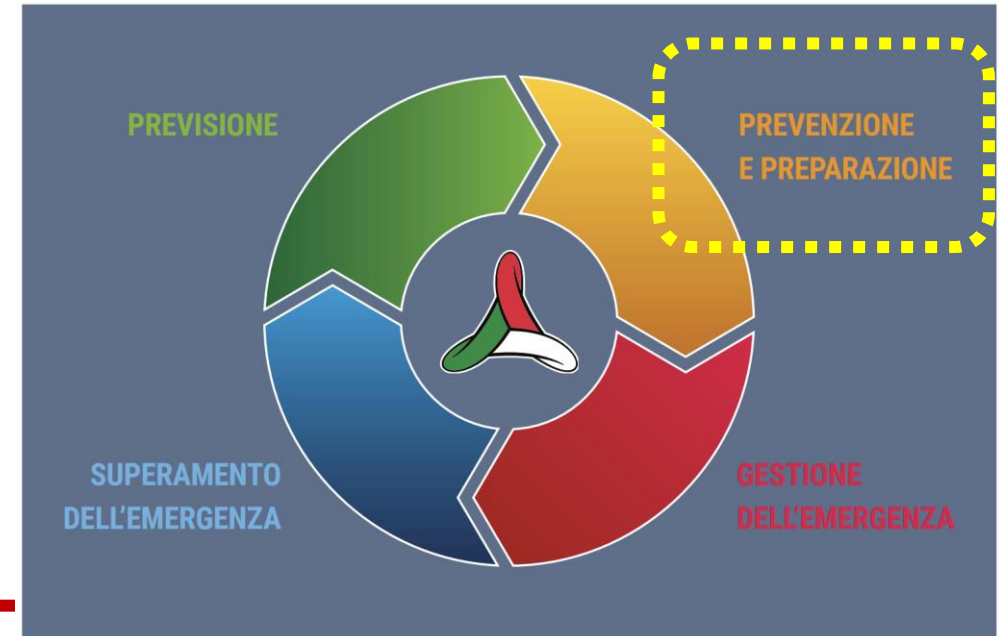 PREVISIONE
PREVENZIONE
E PREPARAZIONE
SUPERAMENTO
DELL'EMERGENZA
GESTIONE
DELL'EMERGENZA